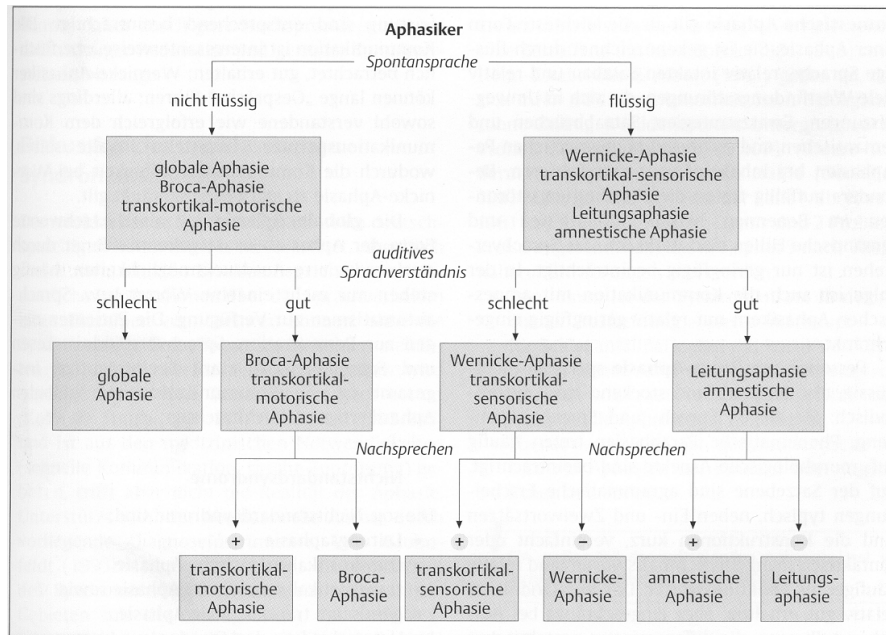 Aphasiker
Spontansprache
nicht flüssig
flüssig
globale Aphasie
Broca-Aphasie
transkortikal-motorische
Aphasie
Wernicke-Aphasie
transkortikal-sensorische
Aphasie
Leitungsaphasie
amnestische Aphasie
auditives
Sprachverständnis
schlecht
gut
schlecht
gut
globale
Aphasie
Broca-Aphasie
transkortikal-
motorische
Aphasie
Wernicke-Aphasie
transkortikal-
sensorische
Aphasie
Leitungsaphasie
amnestische
Aphasie
Nachsprechen
Nachsprechen
+
−
+
−
+
−
transkortikal-
motorische
Aphasie
Broca-
Aphasie
transkortikal-
sensorische
Aphasie
Wernicke-
Aphasie
amnestische
Aphasie
Leitungs-
aphasie